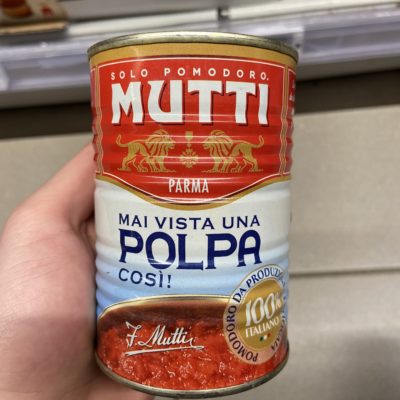 SOLO POMODORO.
MUTTI
PARMA
MAI VISTA UNA
POLPA
COSÌ!
POMODORO DA PRODUZIONE
100%
ITALIANO
F. Mutti